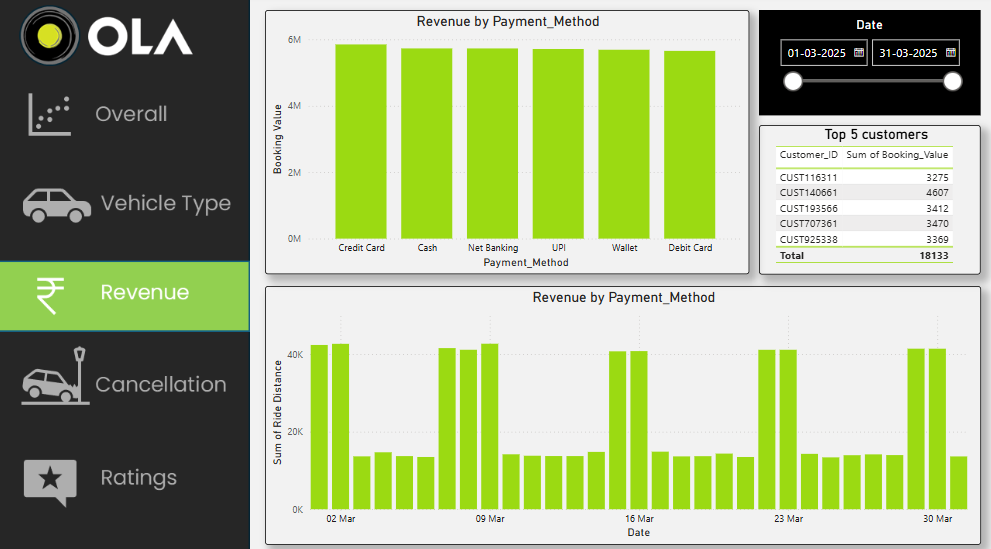 OLA
Overall
Vehicle Type
Revenue
Cancellation
Ratings
Revenue by Payment_Method
Booking Value
6M
4M
2M
0M
Credit Card Cash Net Banking UPI Wallet Debit Card
Payment_Method
Date
01-03-2025 31-03-2025
Top 5 customers
Customer_ID Sum of Booking_Value
CUST116311 3275
CUST140661 4607
CUST193566 3412
CUST707361 3470
CUST925338 3369
Total 18133
Revenue by Payment_Method
Sum of Ride Distance
40K
20K
0K
02 Mar 09 Mar 16 Mar 23 Mar 30 Mar
Date